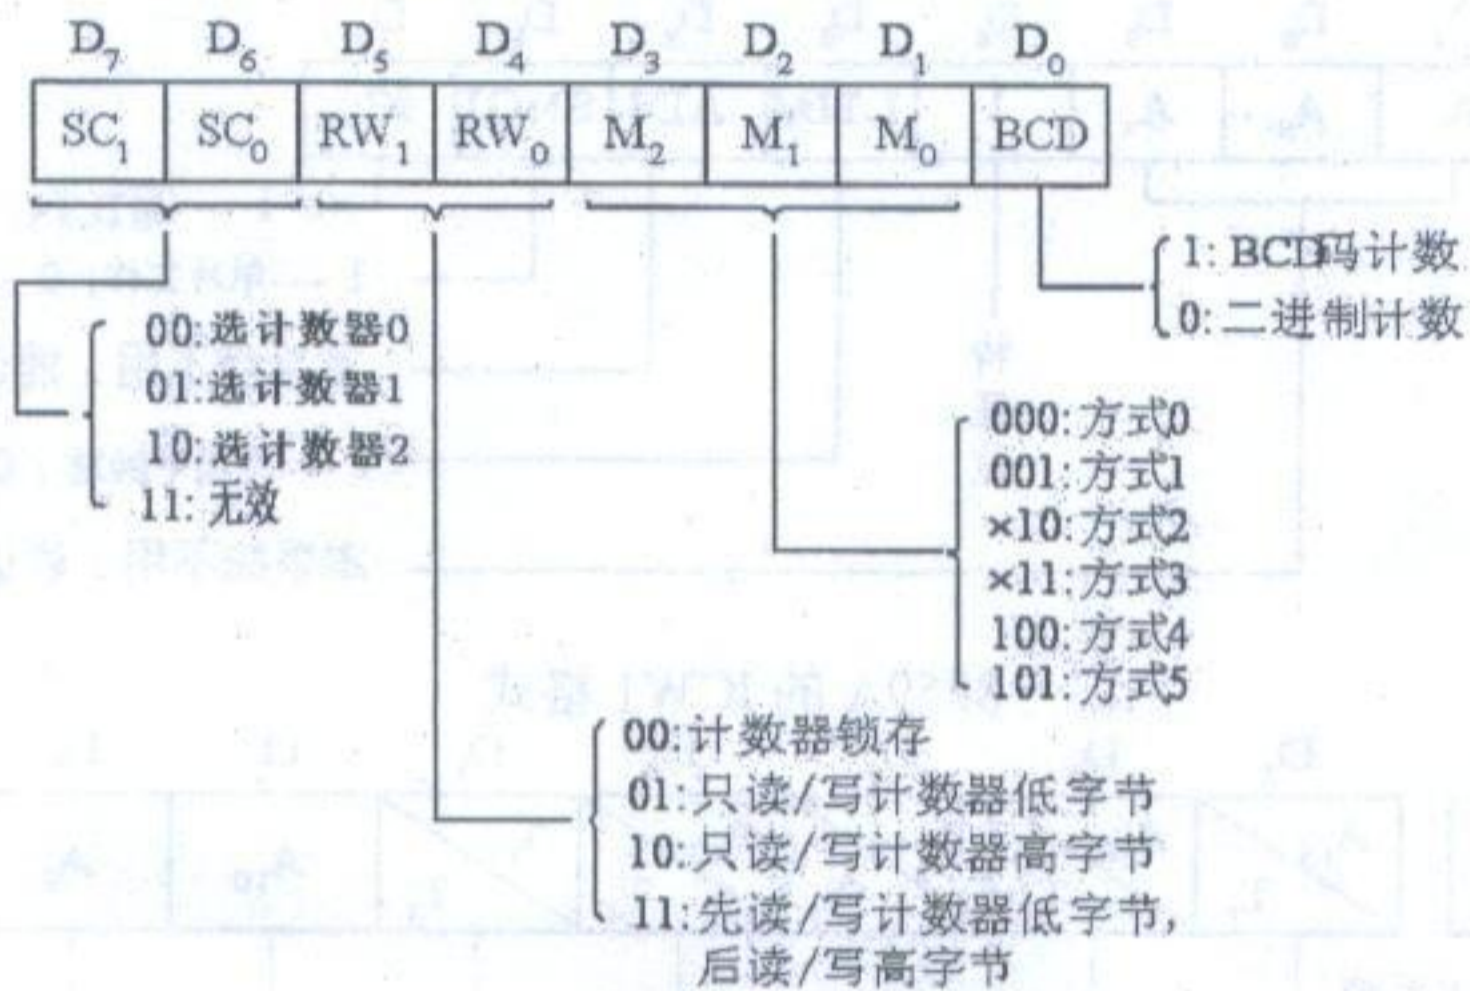 D₇ D₆ D₅ D₄ D₃ D₂ D₁ D₀
SC₁ SC₀ RW₁ RW₀ M₂ M₁ M₀ BCD
1: BCD码计数
0: 二进制计数
00:选计数器0
01:选计数器1
10:选计数器2
11:无效
000:方式0
001:方式1
×10:方式2
×11:方式3
100:方式4
101:方式5
00:计数器锁存
01:只读/写计数器低字节
10:只读/写计数器高字节
11:先读/写计数器低字节,
后读/写高字节